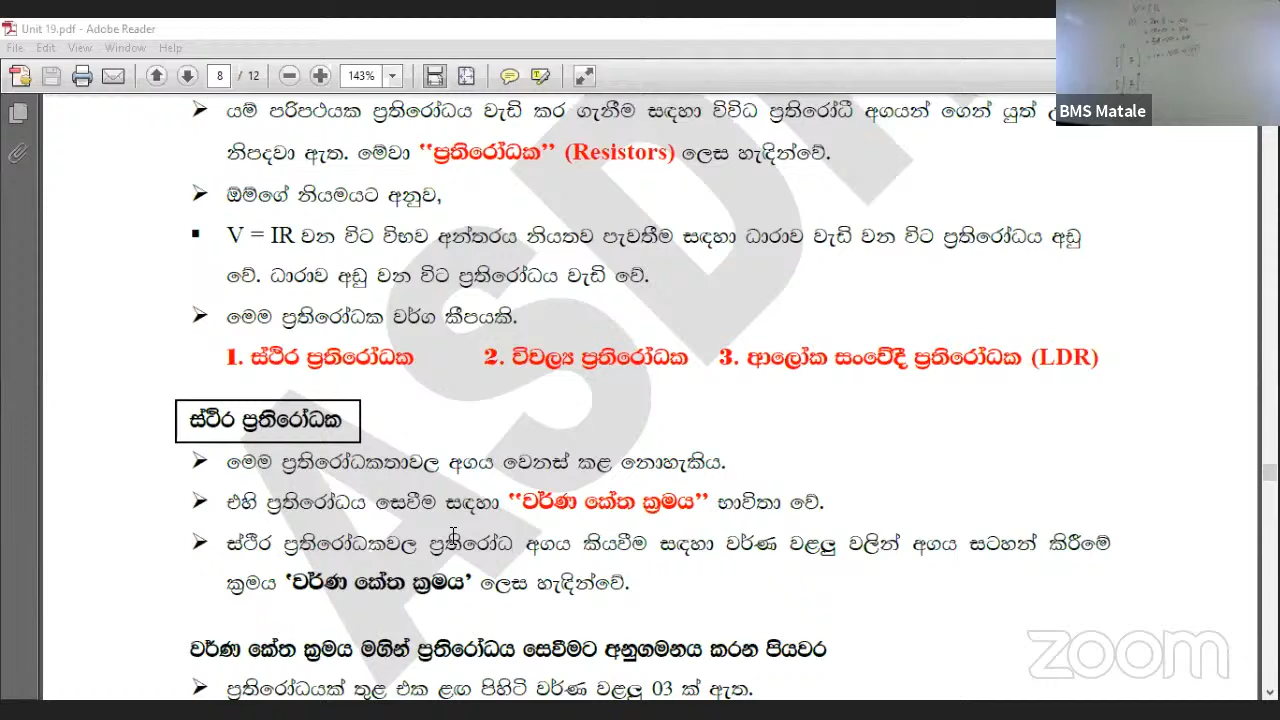 Unit 19.pdf - Adobe Reader
File Edit View Window Help
8 / 12 143%
BMS Matale
යම් පරිපථයක ප්‍රතිරෝධය වැඩි කර ගැනීම සඳහා විවිධ ප්‍රතිරෝධී අගයන් ගෙන් යුත්
නිපදවා ඇත. මේවා “ප්‍රතිරෝධක” (Resistors) ලෙස හැඳින්වේ.
ඕම්ගේ නියමයට අනුව,
V = IR වන විට විභව අන්තරය නියතව පැවතීම සඳහා ධාරාව වැඩි වන විට ප්‍රතිරෝධය අඩු
වේ. ධාරාව අඩු වන විට ප්‍රතිරෝධය වැඩි වේ.
මෙම ප්‍රතිරෝධක වර්ග කීපයකි.
1. ස්ථිර ප්‍රතිරෝධක 2. විචල්‍ය ප්‍රතිරෝධක 3. ආලෝක සංවේදී ප්‍රතිරෝධක (LDR)
ස්ථිර ප්‍රතිරෝධක
මෙම ප්‍රතිරෝධකතාවල අගය වෙනස් කළ නොහැකිය.
එහි ප්‍රතිරෝධය සෙවීම සඳහා “වර්ණ කේත ක්‍රමය” භාවිතා වේ.
ස්ථිර ප්‍රතිරෝධකවල ප්‍රතිරෝධ අගය කියවීම සඳහා වර්ණ වළලු වලින් අගය සටහන් කිරීමේ
ක්‍රමය ‘වර්ණ කේත ක්‍රමය’ ලෙස හැඳින්වේ.
වර්ණ කේත ක්‍රමය මගින් ප්‍රතිරෝධය සෙවීමට අනුගමනය කරන පියවර
ප්‍රතිරෝධයක් තුළ එක ළඟ පිහිටි වර්ණ වළලු 03 ක් ඇත.
zoom